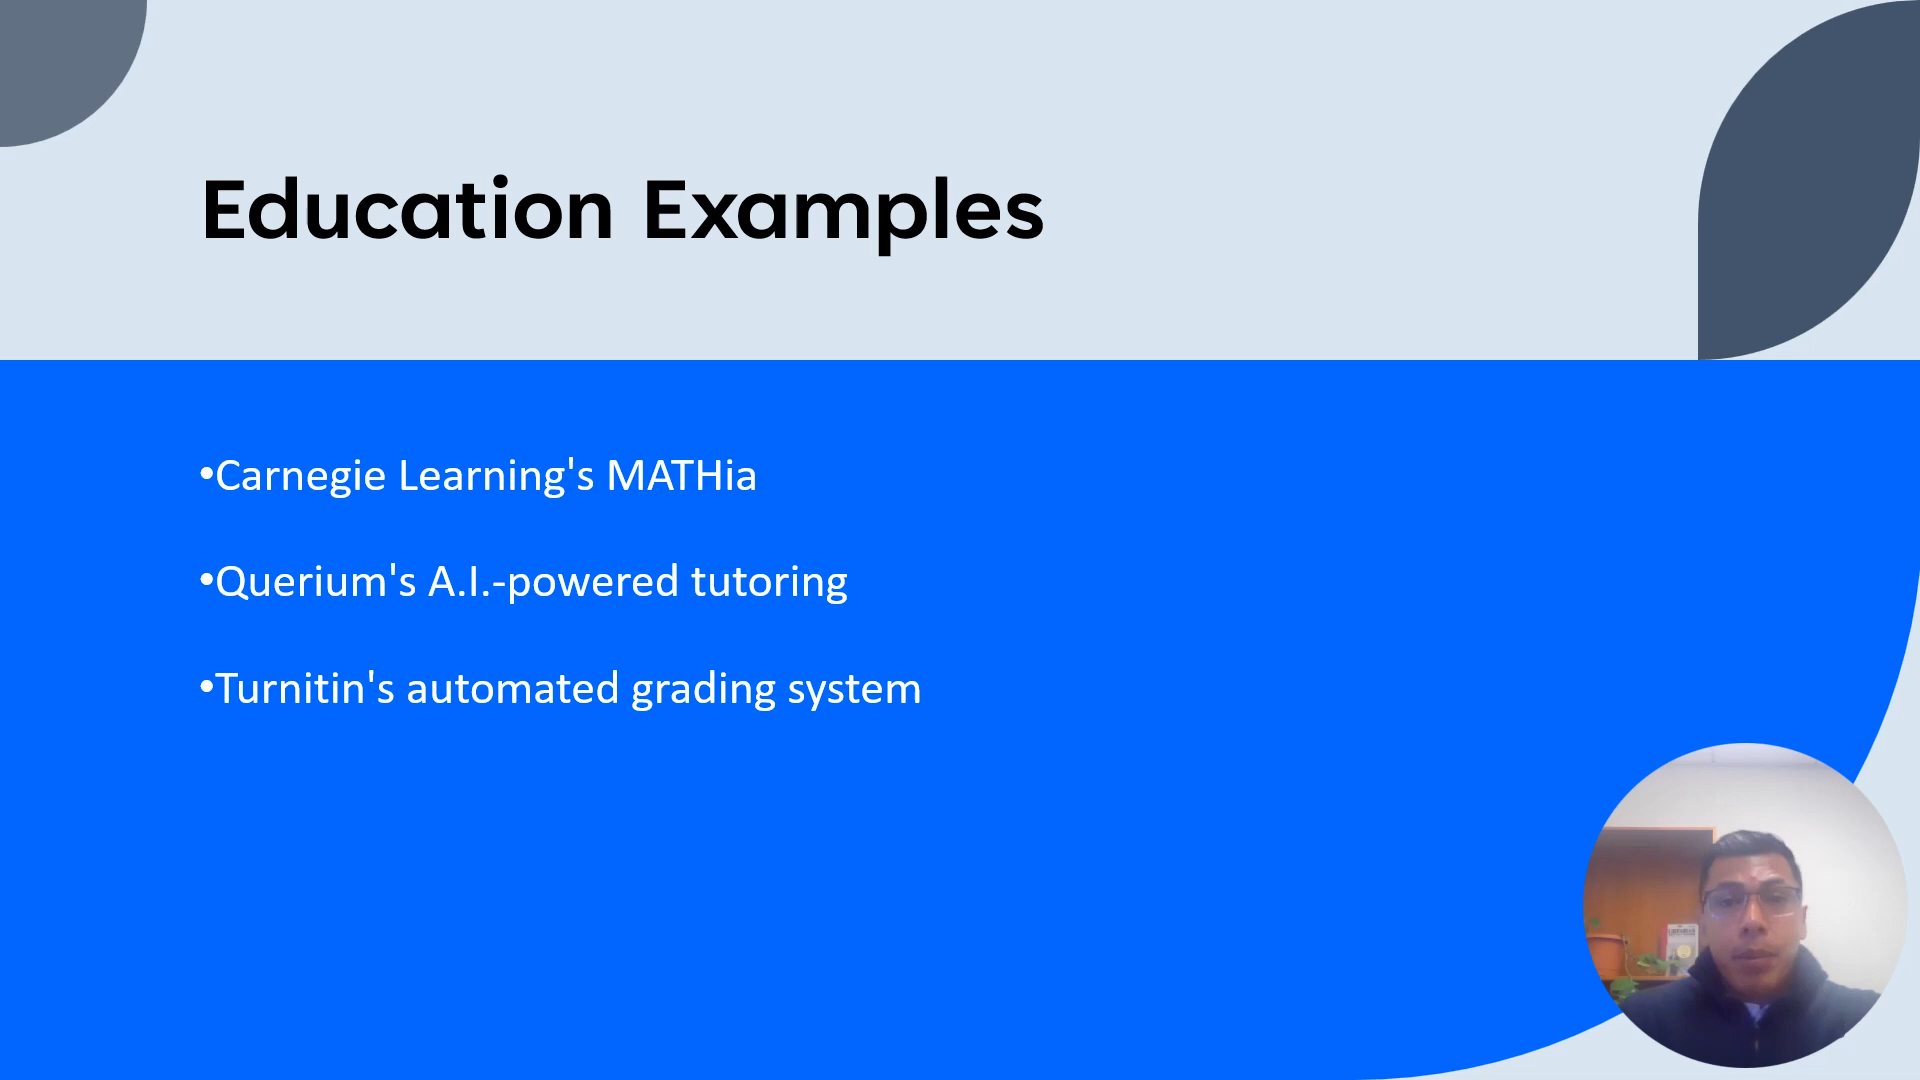 Education Examples
•Carnegie Learning's MATHia
•Querium's A.I.-powered tutoring
•Turnitin's automated grading system